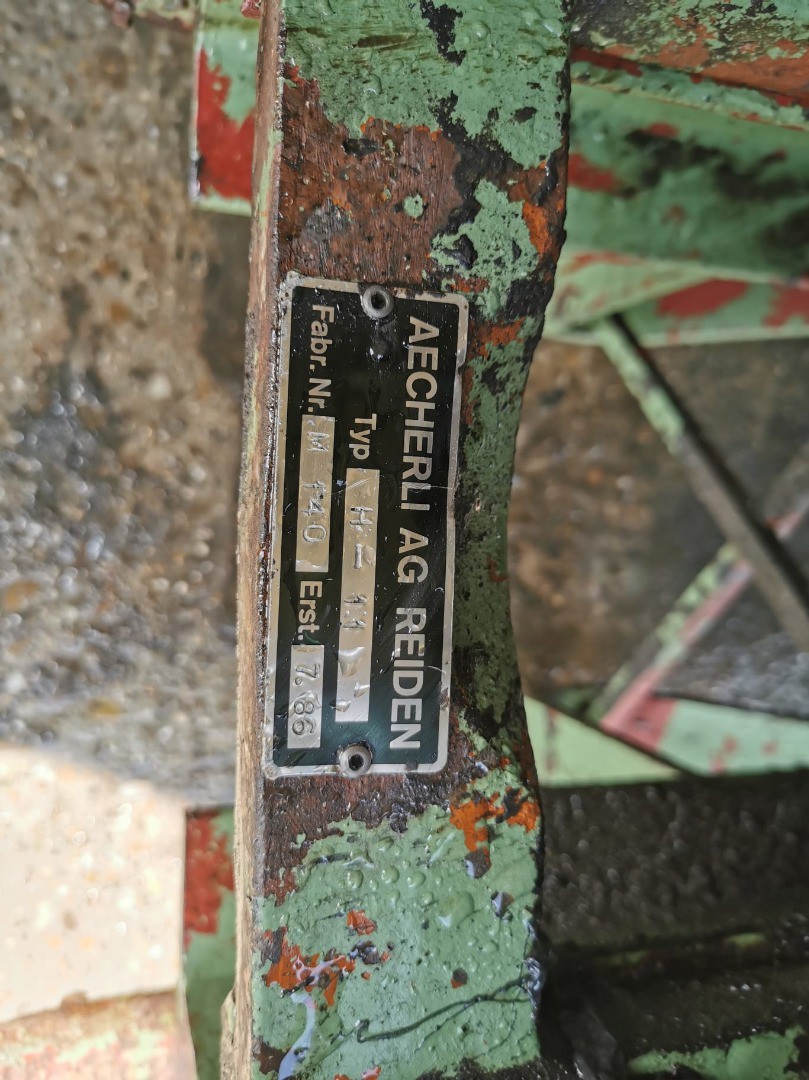 AECHERLI AG REIDEN
Typ H - 11
Fabr. Nr. M 140 Erst. 7.86